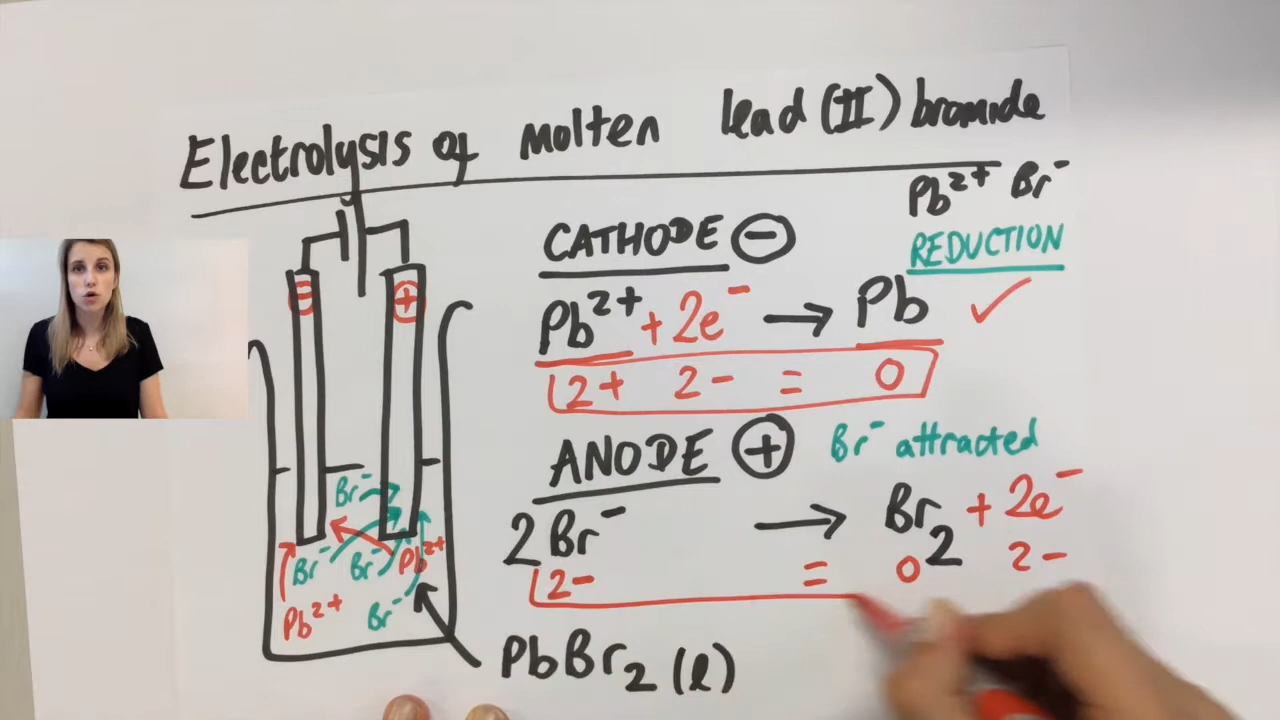 Electrolysis of molten lead (II) bromide
Pb²⁺ Br⁻
CATHODE ⊖
REDUCTION
Pb²⁺ + 2e⁻ → Pb ✓
2+ 2- = 0
ANODE ⊕ Br⁻ attracted
2Br⁻ → Br₂ + 2e⁻
2- = 0 2-
PbBr₂ (l)
⊖ ⊕
Br⁻
Br⁻ Br⁻ Pb²⁺
Pb²⁺ Br⁻